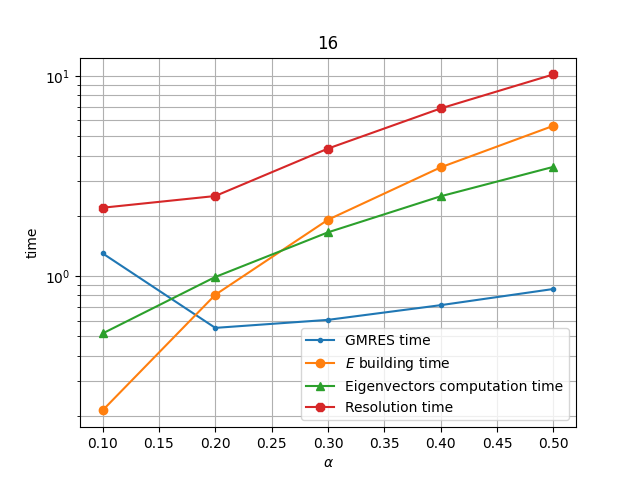 16
time
10¹
10⁰
0.10 0.15 0.20 0.25 0.30 0.35 0.40 0.45 0.50
α
GMRES time
E building time
Eigenvectors computation time
Resolution time